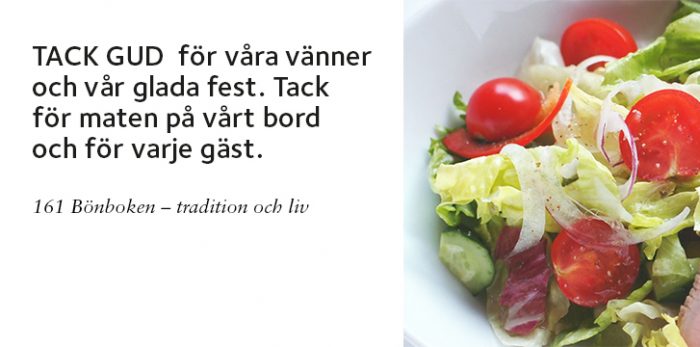 TACK GUD  för våra vänner
och vår glada fest. Tack
för maten på vårt bord
och för varje gäst.
161 Bönboken – tradition och liv